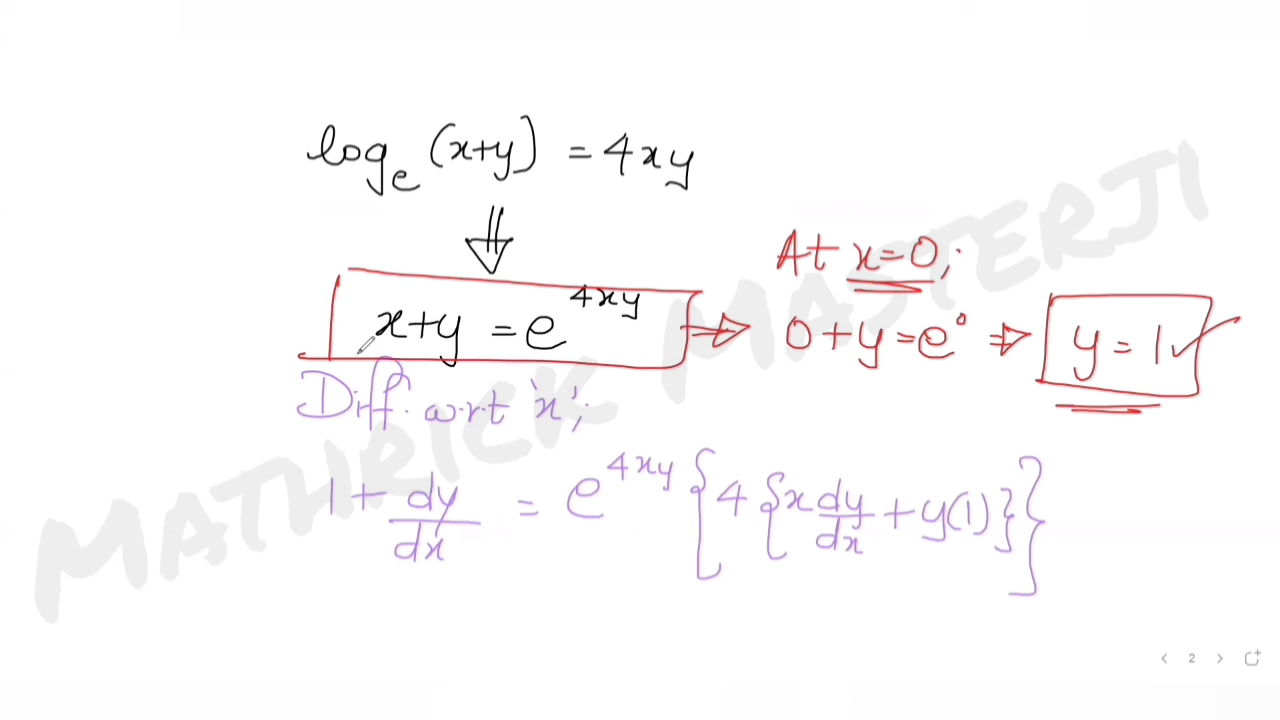 logₑ (x+y) = 4xy
⇓
x+y = e^{4xy} ⇒ At x=0;
0+y=e⁰ ⇒ y = 1 ✓
Diff. w.r.t 'x';
1 + dy/dx = e^{4xy} {4 {x dy/dx + y(1)}}
MATHRICK MASTERJI
< 2 >